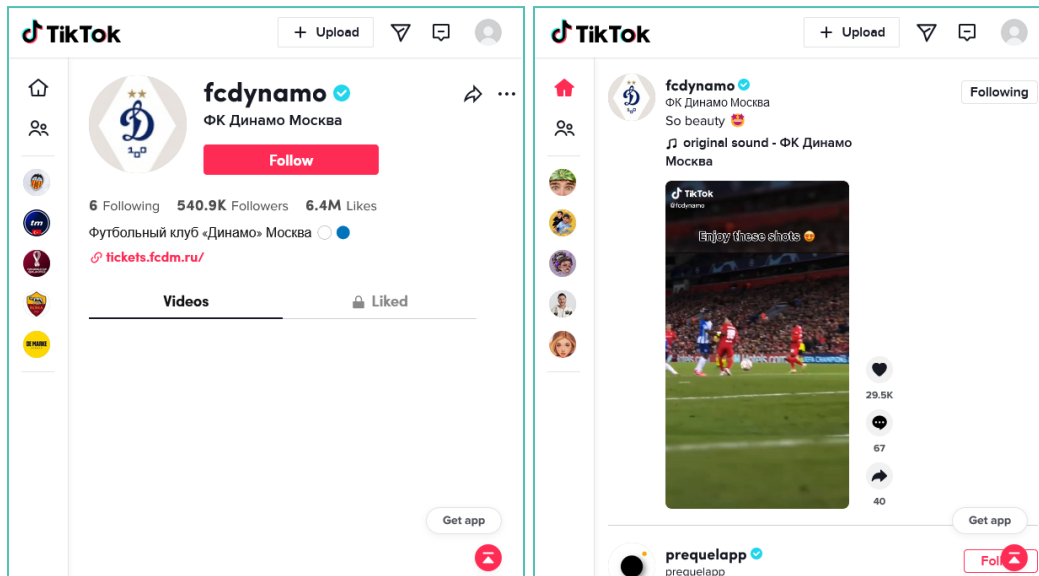 TikTok
+ Upload
fcdynamo
ФК Динамо Москва
Follow
6 Following 540.9K Followers 6.4M Likes
Футбольный клуб «Динамо» Москва
tickets.fcdm.ru/
Videos
Liked
Get app
TikTok
+ Upload
fcdynamo
ФК Динамо Москва
So beauty 🤩
Following
original sound - ФК Динамо
Москва
TikTok
@fcdynamo
Enjoy these shots 😍
29.5K
67
40
Get app
prequelapp
prequelapp